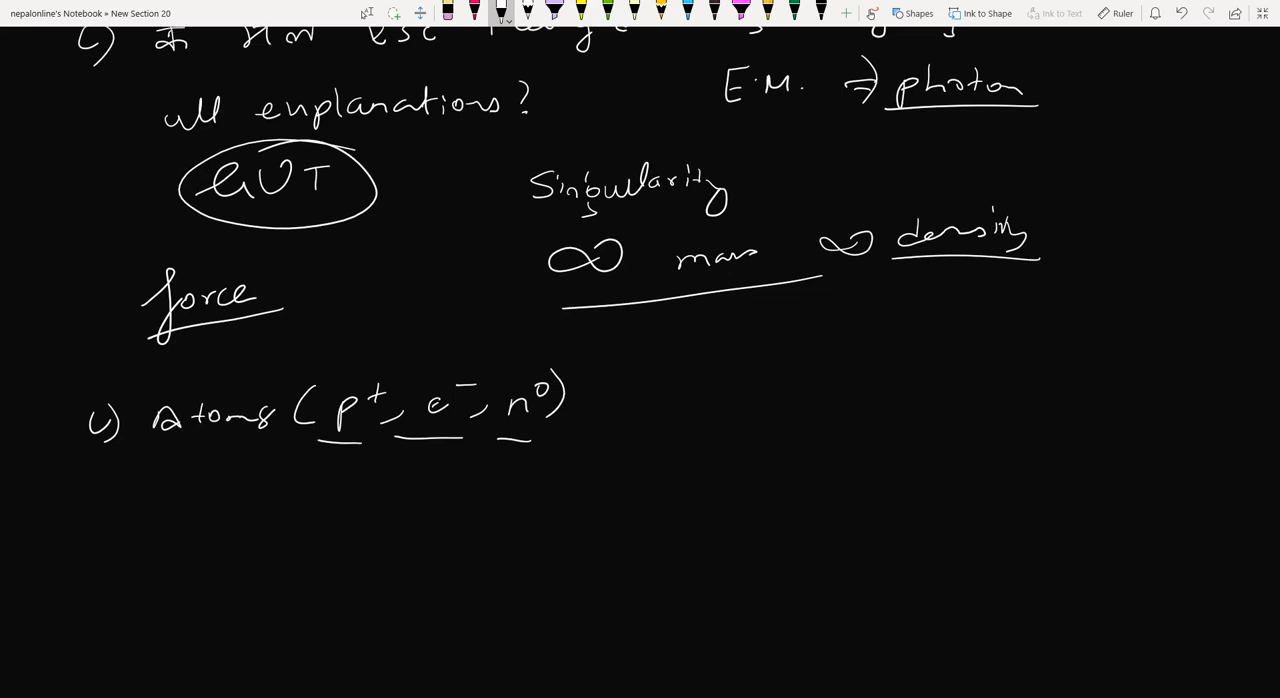 nepalonline's Notebook » New Section 20
Shapes Ink to Shape Ink to Text Ruler
all enplanations?
E.M. ⇒ photon
GUT
Singularity
∞ mass ∞ density
force
c) Atoms (p⁺, e⁻, n⁰)